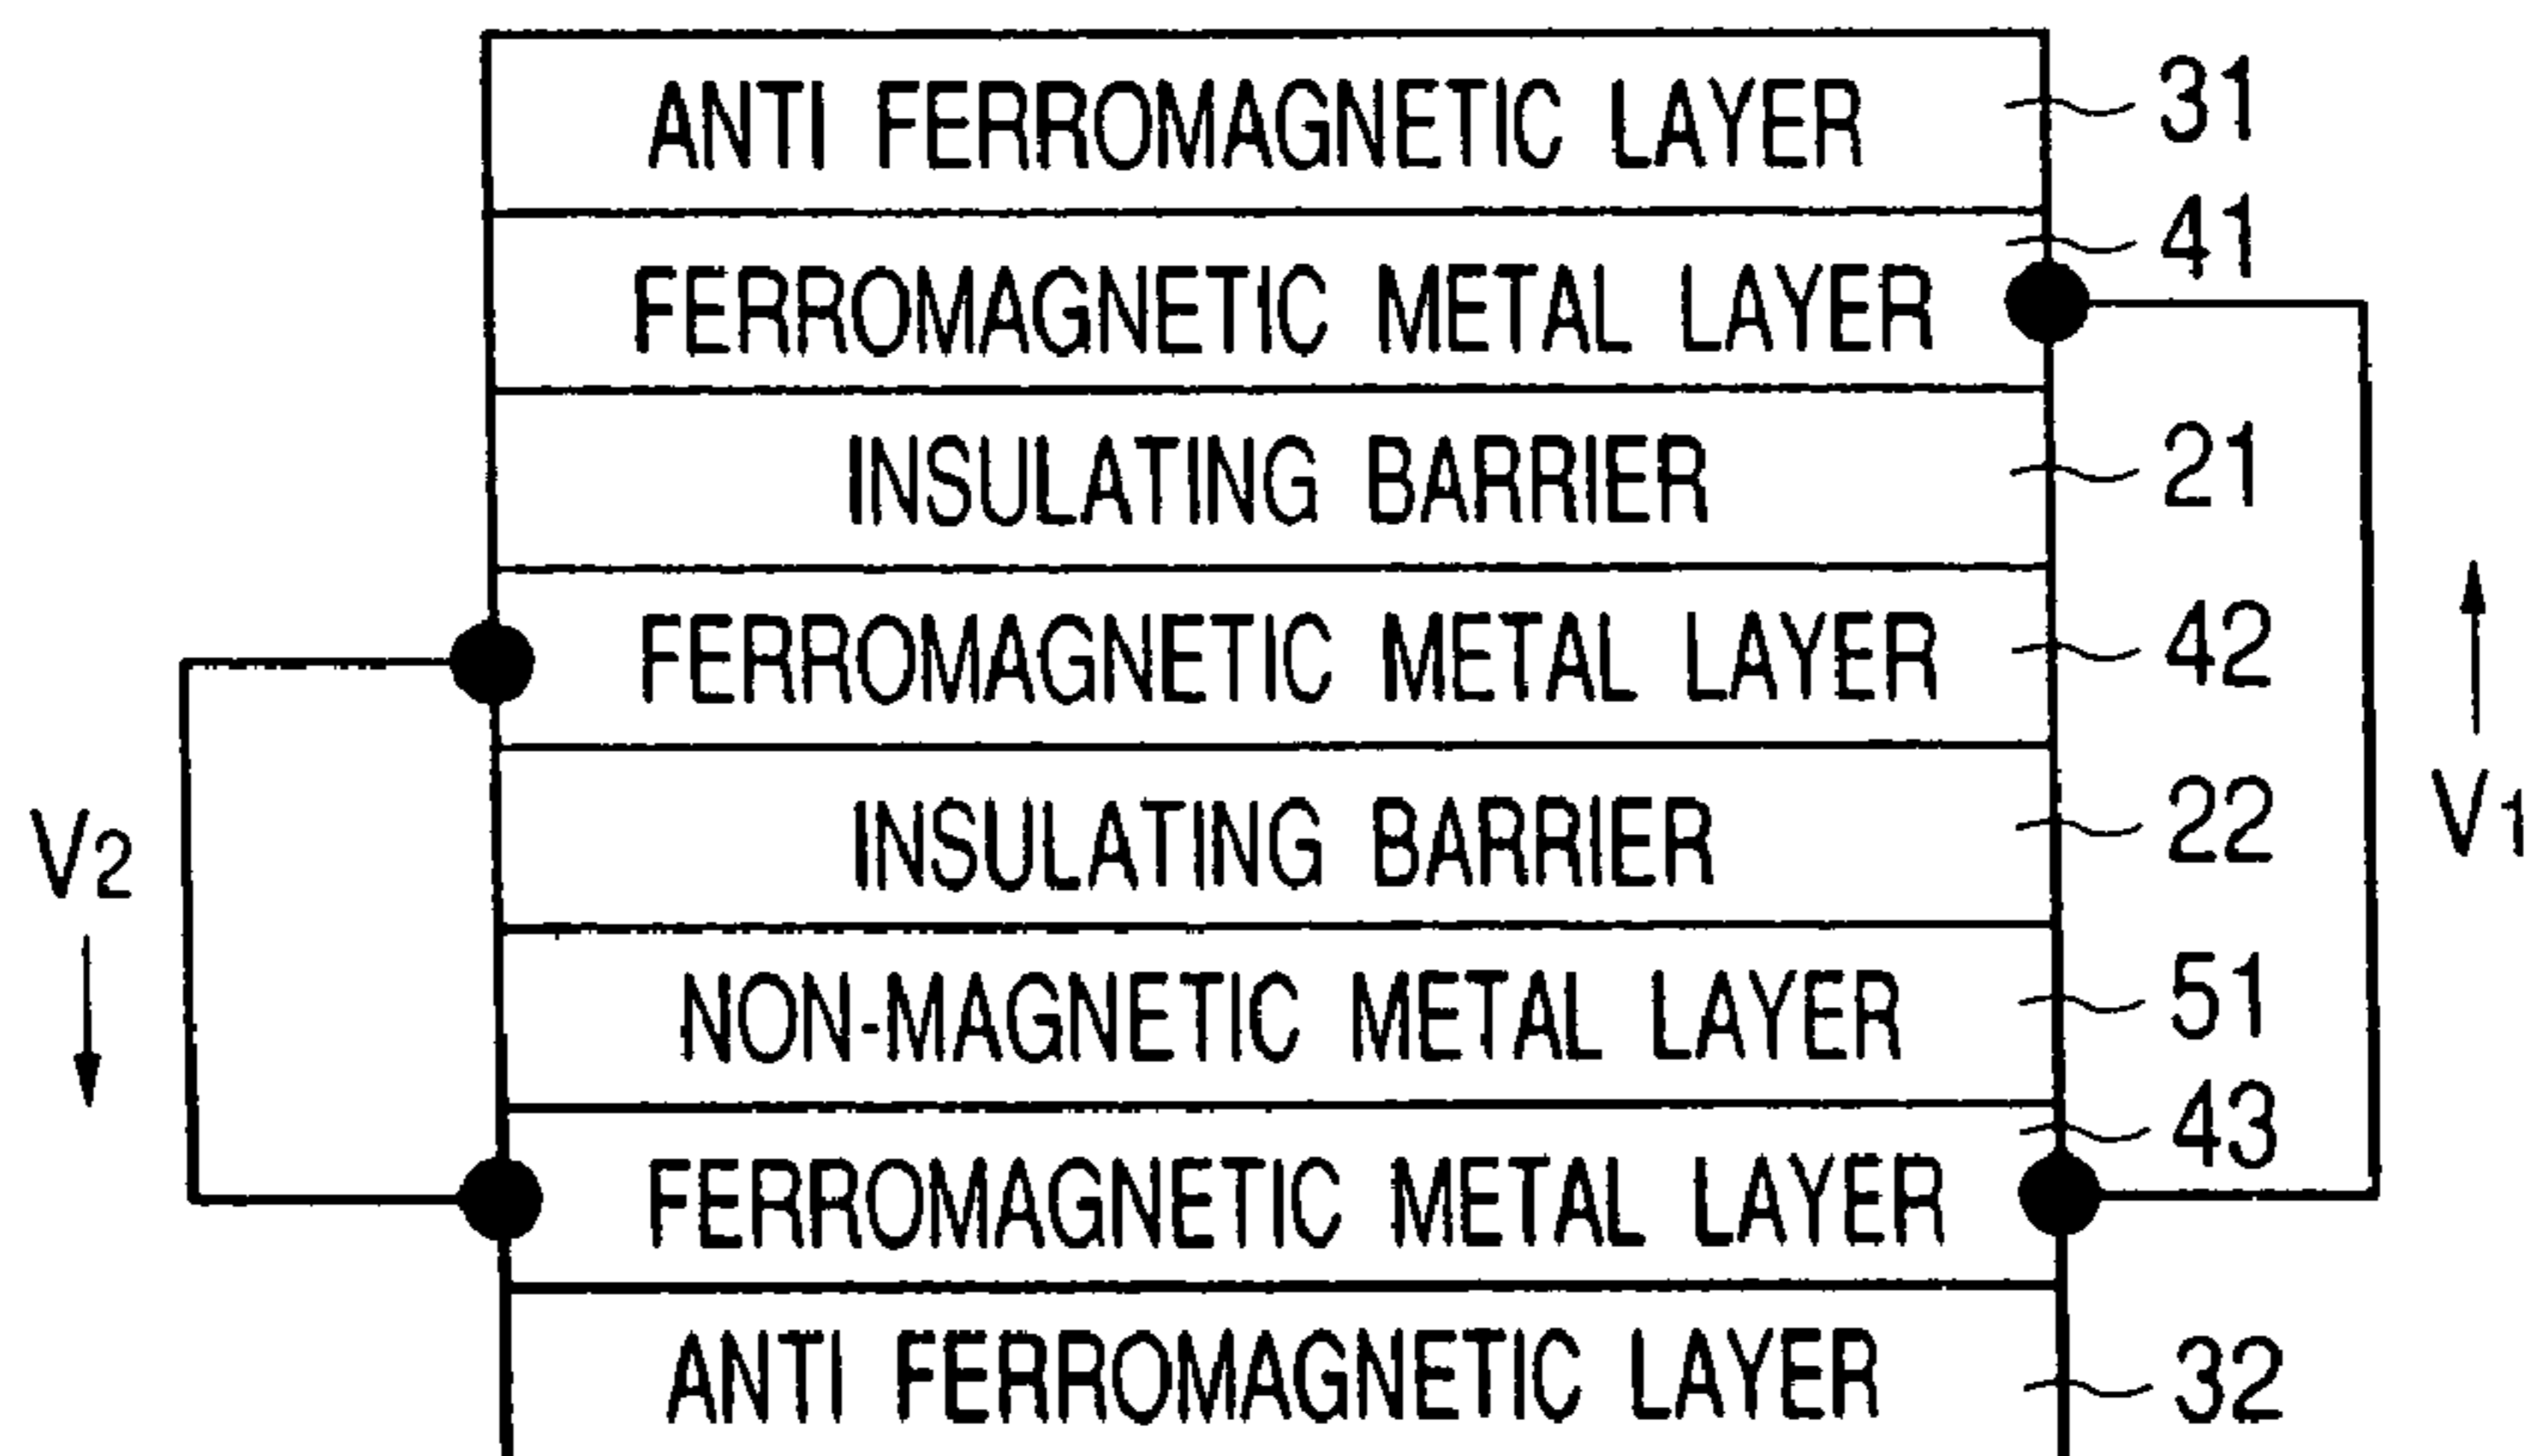 ANTI FERROMAGNETIC LAYER 31
41
FERROMAGNETIC METAL LAYER
INSULATING BARRIER 21
FERROMAGNETIC METAL LAYER 42
INSULATING BARRIER 22
V2
V1
NON-MAGNETIC METAL LAYER 51
43
FERROMAGNETIC METAL LAYER
ANTI FERROMAGNETIC LAYER 32